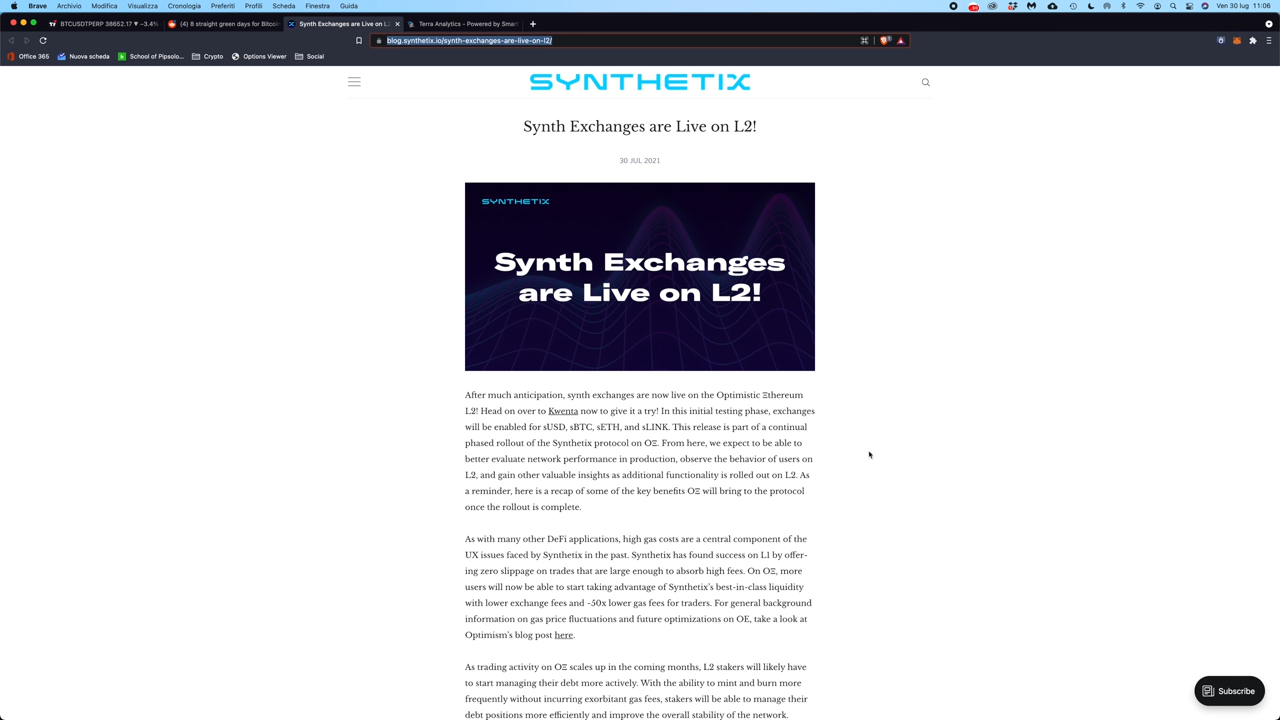 Brave Archivio Modifica Visualizza Cronologia Preferiti Profili Scheda Finestra Guida Ven 30 lug 11:06
BTCUSDTPERP 38652.17 ▼ −3.4%
(4) 8 straight green days for Bitcoin
Synth Exchanges are Live on L2
Terra Analytics - Powered by Smar
blog.synthetix.io/synth-exchanges-are-live-on-l2/
Office 365 Nuova scheda School of Pipsolo... Crypto Options Viewer Social
SYNTHETIX
Synth Exchanges are Live on L2!
30 JUL 2021
SYNTHETIX
Synth Exchanges
are Live on L2!
After much anticipation, synth exchanges are now live on the Optimistic Ξthereum
L2! Head on over to Kwenta now to give it a try! In this initial testing phase, exchanges
will be enabled for sUSD, sBTC, sETH, and sLINK. This release is part of a continual
phased rollout of the Synthetix protocol on OΞ. From here, we expect to be able to
better evaluate network performance in production, observe the behavior of users on
L2, and gain other valuable insights as additional functionality is rolled out on L2. As
a reminder, here is a recap of some of the key benefits OΞ will bring to the protocol
once the rollout is complete.
As with many other DeFi applications, high gas costs are a central component of the
UX issues faced by Synthetix in the past. Synthetix has found success on L1 by offer-
ing zero slippage on trades that are large enough to absorb high fees. On OΞ, more
users will now be able to start taking advantage of Synthetix's best-in-class liquidity
with lower exchange fees and ~50x lower gas fees for traders. For general background
information on gas price fluctuations and future optimizations on OE, take a look at
Optimism's blog post here.
As trading activity on OΞ scales up in the coming months, L2 stakers will likely have
to start managing their debt more actively. With the ability to mint and burn more
frequently without incurring exorbitant gas fees, stakers will be able to manage their
debt positions more efficiently and improve the overall stability of the network.
Subscribe